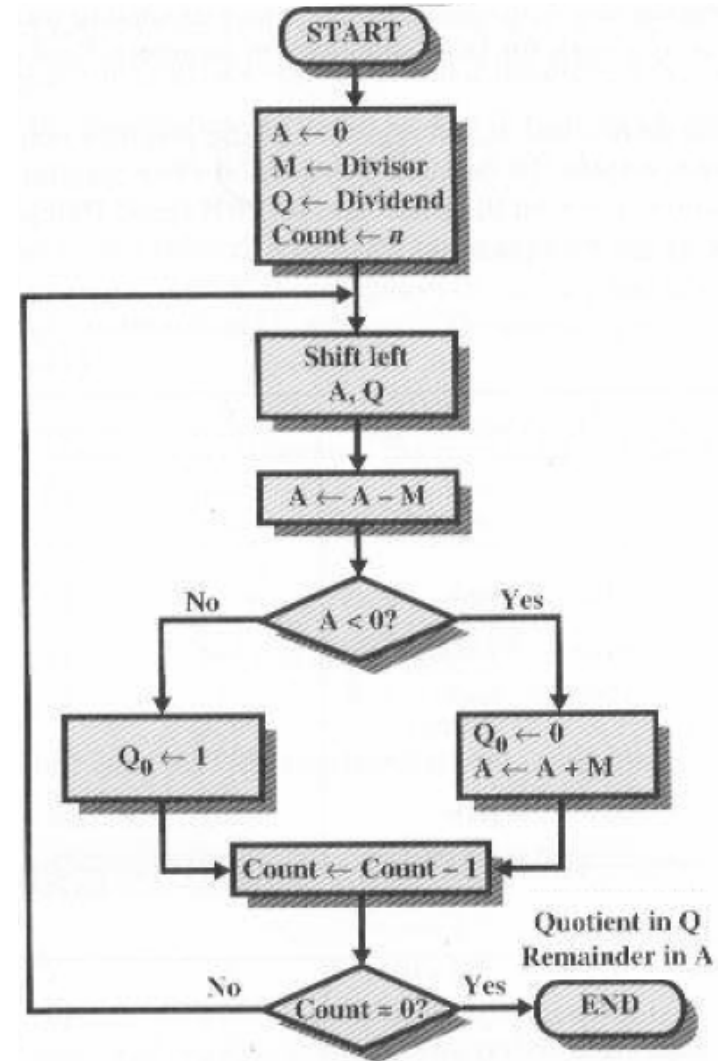 START
A ← 0
M ← Divisor
Q ← Dividend
Count ← n
Shift left
A, Q
A ← A − M
No
A < 0?
Yes
Q₀ ← 1
Q₀ ← 0
A ← A + M
Count ← Count − 1
Quotient in Q
Remainder in A
No
Count = 0?
Yes
END